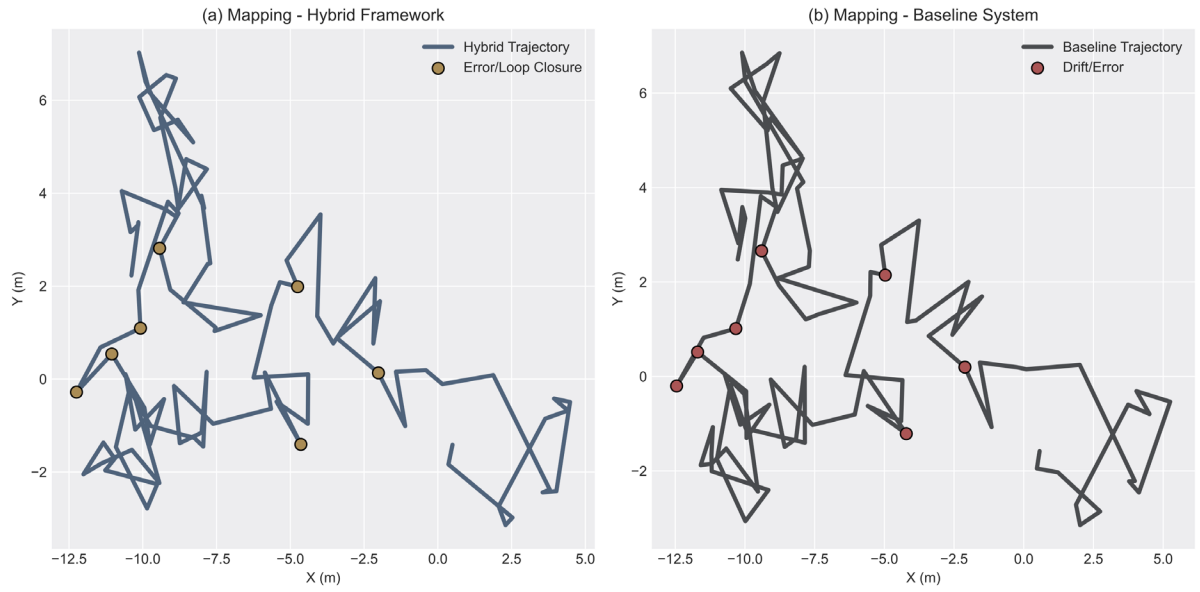 (a) Mapping - Hybrid Framework
Hybrid Trajectory
Error/Loop Closure
Y (m)
6
4
2
0
−2
−12.5 −10.0 −7.5 −5.0 −2.5 0.0 2.5 5.0
X (m)
(b) Mapping - Baseline System
Baseline Trajectory
Drift/Error
Y (m)
6
4
2
0
−2
−12.5 −10.0 −7.5 −5.0 −2.5 0.0 2.5 5.0
X (m)